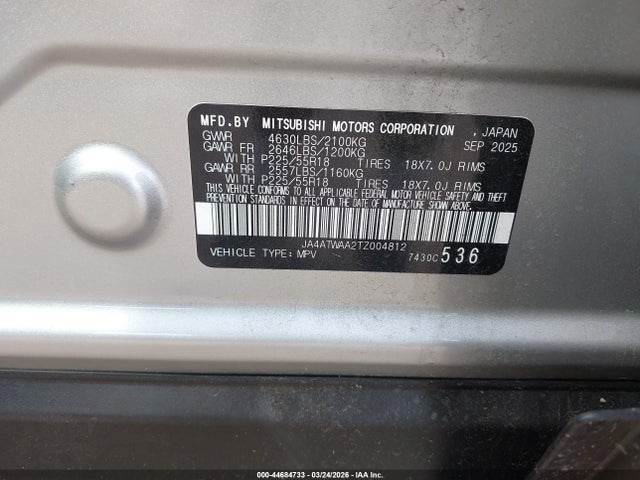 MFD.BY MITSUBISHI MOTORS CORPORATION , JAPAN
GVWR 4630LBS/2100KG SEP 2025
GAWR FR 2646LBS/1200KG
WITH P225/55R18 TIRES 18X7.0J RIMS
GAWR RR 2557LBS/1160KG
WITH P225/55R18 TIRES 18X7.0J RIMS
THIS VEHICLE CONFORMS TO ALL APPLICABLE FEDERAL MOTOR VEHICLE SAFETY AND THEFT
PREVENTION STANDARDS IN EFFECT ON THE DATE OF MANUFACTURE SHOWN ABOVE.
JA4ATWAA2TZ004812
VEHICLE TYPE: MPV 7430C 536
000-44684733 - 03/24/2026 - IAA Inc.